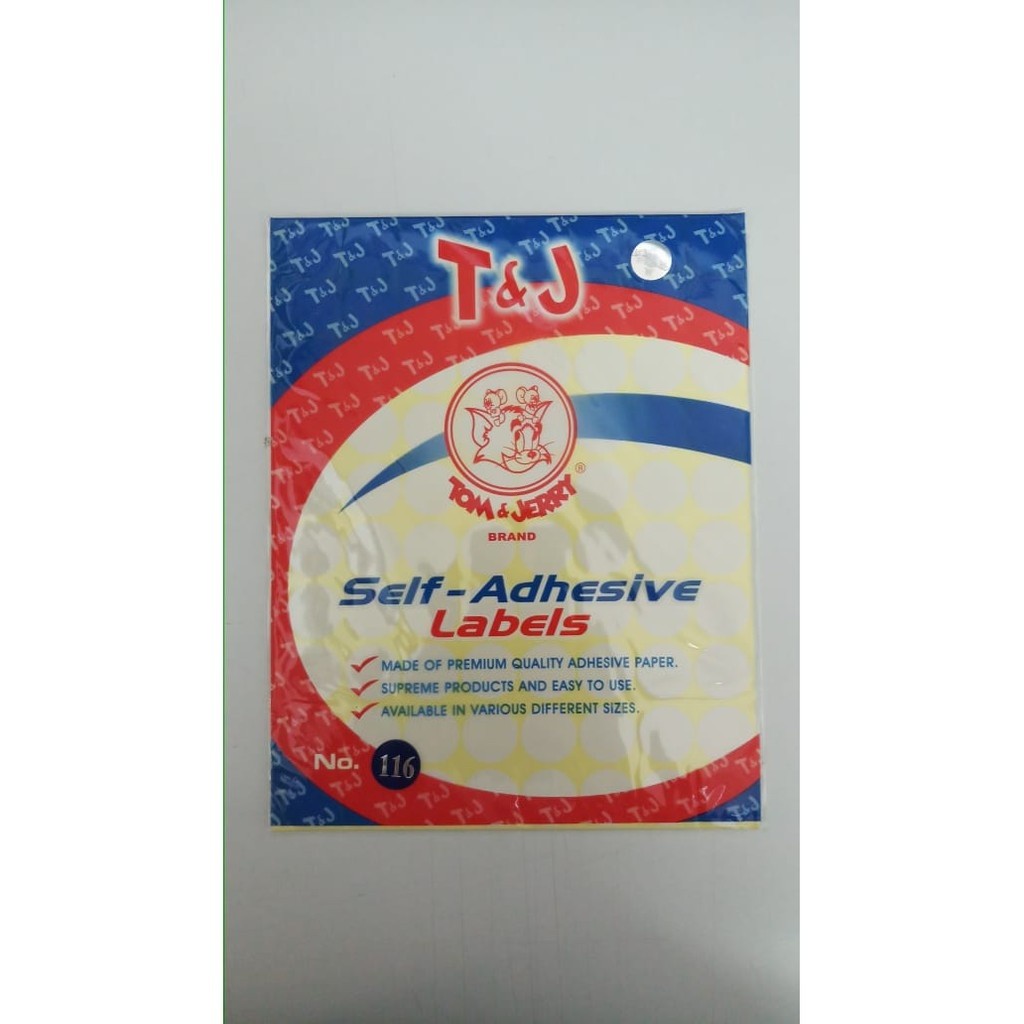 T&J
TOM & JERRY ®
BRAND
Self-Adhesive
Labels
MADE OF PREMIUM QUALITY ADHESIVE PAPER.
SUPREME PRODUCTS AND EASY TO USE.
AVAILABLE IN VARIOUS DIFFERENT SIZES.
No. 116